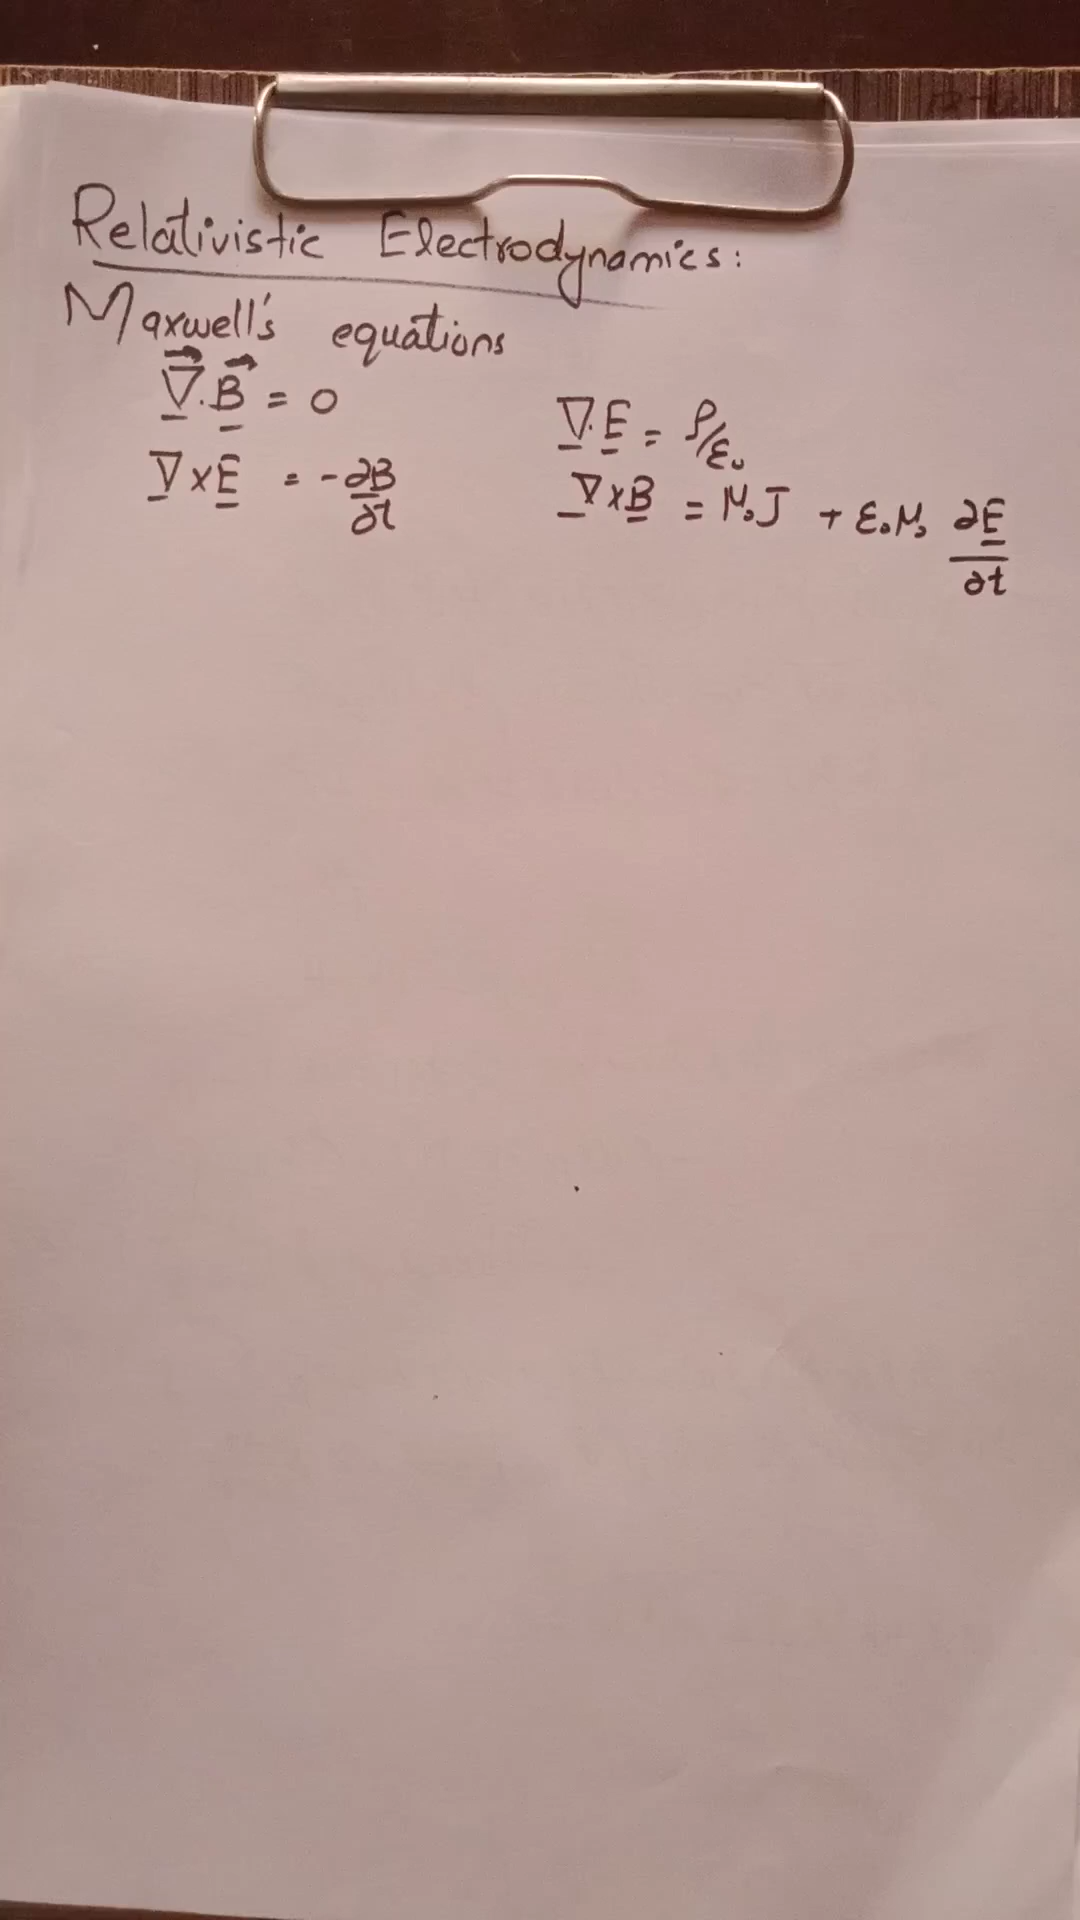 Relativistic Electrodynamics:
Maxwell's equations
∇⃗.B⃗ = 0
∇.E = ρ/ε₀
∇×E = -∂B/∂t
∇×B = μ₀J + ε₀μ₀ ∂E/∂t